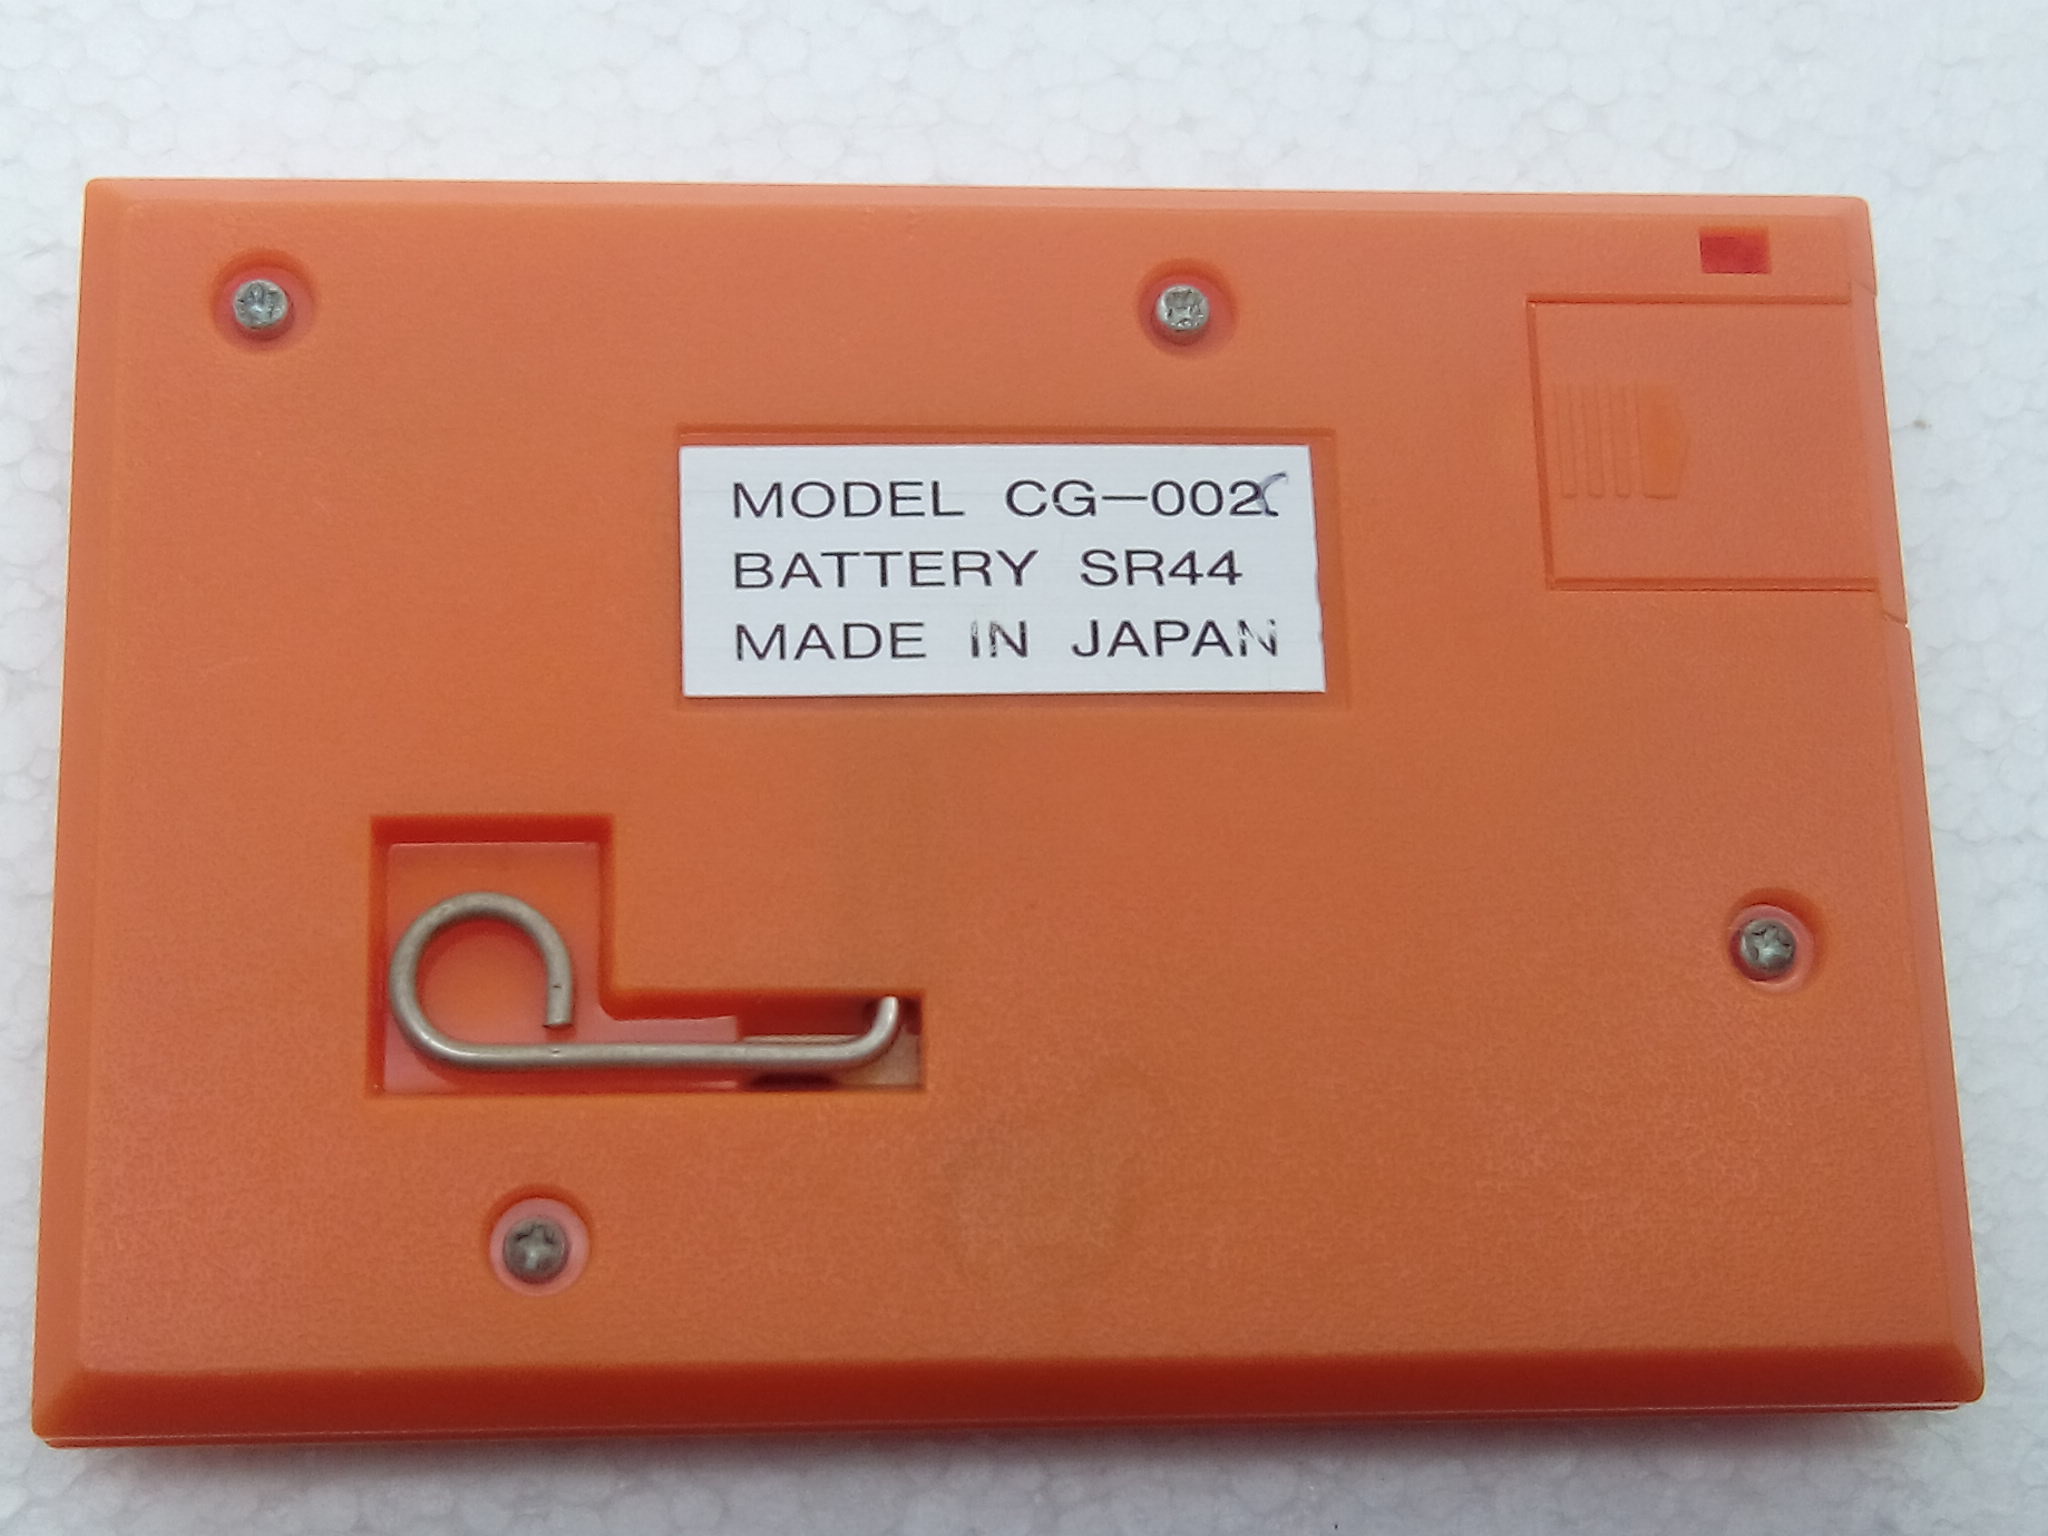 MODEL CG-002
BATTERY SR44
MADE IN JAPAN